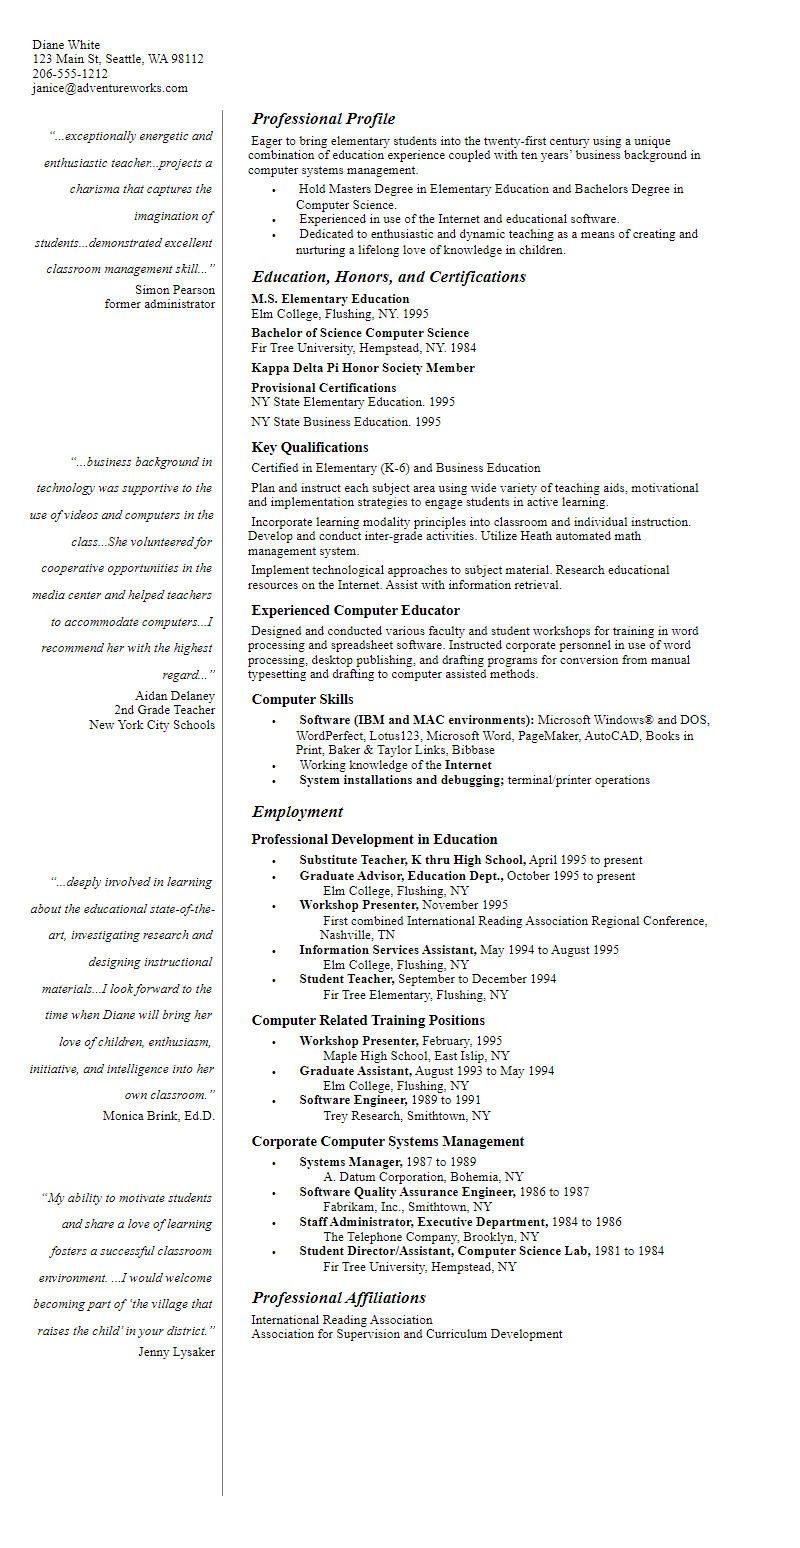 Diane White
123 Main St, Seattle, WA 98112
206-555-1212
janice@adventureworks.com
“...exceptionally energetic and
enthusiastic teacher...projects a
charisma that captures the
imagination of
students...demonstrated excellent
classroom management skill...”
Simon Pearson
former administrator
“...business background in
technology was supportive to the
use of videos and computers in the
class...She volunteered for
cooperative opportunities in the
media center and helped teachers
to accommodate computers...I
recommend her with the highest
regard...”
Aidan Delaney
2nd Grade Teacher
New York City Schools
“...deeply involved in learning
about the educational state-of-the-
art, investigating research and
designing instructional
materials...I look forward to the
time when Diane will bring her
love of children, enthusiasm,
initiative, and intelligence into her
own classroom.”
Monica Brink, Ed.D.
“My ability to motivate students
and share a love of learning
fosters a successful classroom
environment. ...I would welcome
becoming part of ‘the village that
raises the child’ in your district.”
Jenny Lysaker
Professional Profile
Eager to bring elementary students into the twenty-first century using a unique
combination of education experience coupled with ten years’ business background in
computer systems management.
• Hold Masters Degree in Elementary Education and Bachelors Degree in
Computer Science.
• Experienced in use of the Internet and educational software.
• Dedicated to enthusiastic and dynamic teaching as a means of creating and
nurturing a lifelong love of knowledge in children.
Education, Honors, and Certifications
M.S. Elementary Education
Elm College, Flushing, NY. 1995
Bachelor of Science Computer Science
Fir Tree University, Hempstead, NY. 1984
Kappa Delta Pi Honor Society Member
Provisional Certifications
NY State Elementary Education. 1995
NY State Business Education. 1995
Key Qualifications
Certified in Elementary (K-6) and Business Education
Plan and instruct each subject area using wide variety of teaching aids, motivational
and implementation strategies to engage students in active learning.
Incorporate learning modality principles into classroom and individual instruction.
Develop and conduct inter-grade activities. Utilize Heath automated math
management system.
Implement technological approaches to subject material. Research educational
resources on the Internet. Assist with information retrieval.
Experienced Computer Educator
Designed and conducted various faculty and student workshops for training in word
processing and spreadsheet software. Instructed corporate personnel in use of word
processing, desktop publishing, and drafting programs for conversion from manual
typesetting and drafting to computer assisted methods.
Computer Skills
• Software (IBM and MAC environments): Microsoft Windows® and DOS,
WordPerfect, Lotus123, Microsoft Word, PageMaker, AutoCAD, Books in
Print, Baker & Taylor Links, Bibbase
• Working knowledge of the Internet
• System installations and debugging; terminal/printer operations
Employment
Professional Development in Education
• Substitute Teacher, K thru High School, April 1995 to present
• Graduate Advisor, Education Dept., October 1995 to present
Elm College, Flushing, NY
• Workshop Presenter, November 1995
First combined International Reading Association Regional Conference,
Nashville, TN
• Information Services Assistant, May 1994 to August 1995
Elm College, Flushing, NY
• Student Teacher, September to December 1994
Fir Tree Elementary, Flushing, NY
Computer Related Training Positions
• Workshop Presenter, February, 1995
Maple High School, East Islip, NY
• Graduate Assistant, August 1993 to May 1994
Elm College, Flushing, NY
• Software Engineer, 1989 to 1991
Trey Research, Smithtown, NY
Corporate Computer Systems Management
• Systems Manager, 1987 to 1989
A. Datum Corporation, Bohemia, NY
• Software Quality Assurance Engineer, 1986 to 1987
Fabrikam, Inc., Smithtown, NY
• Staff Administrator, Executive Department, 1984 to 1986
The Telephone Company, Brooklyn, NY
• Student Director/Assistant, Computer Science Lab, 1981 to 1984
Fir Tree University, Hempstead, NY
Professional Affiliations
International Reading Association
Association for Supervision and Curriculum Development